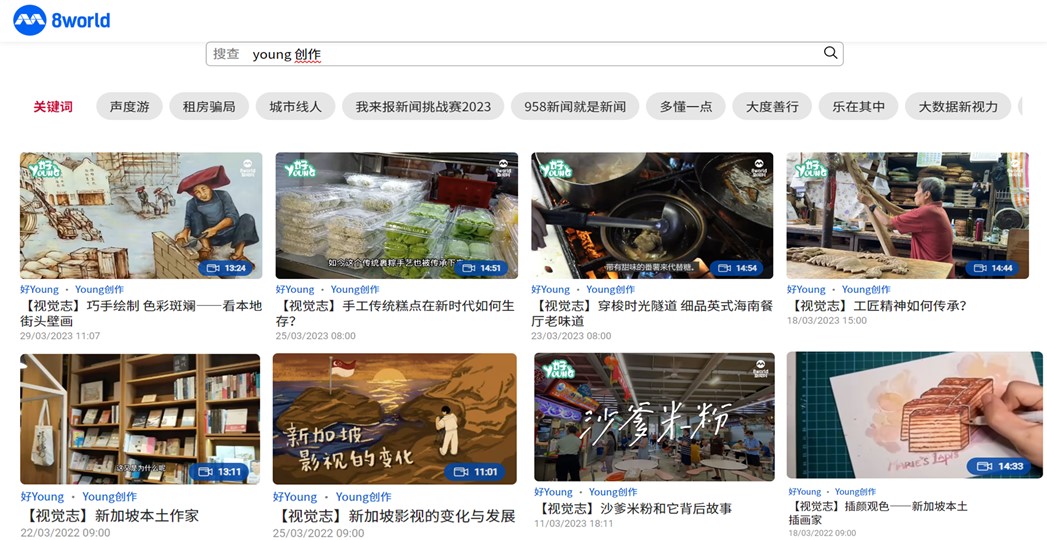 8world
搜查 young 创作
关键词 声度游 租房骗局 城市线人 我来报新闻挑战赛2023 958新闻就是新闻 多懂一点 大度善行 乐在其中 大数据新视力
好YOUNG 8world 新闻网 13:24
好YOUNG 8world 新闻网 如今这个传统裹粽手艺也被传承下 14:51
好YOUNG 8world 新闻网 带有甜味的番薯来代替糖。 14:54
好YOUNG 14:44
好Young • Young创作
【视觉志】巧手绘制 色彩斑斓——看本地
街头壁画
29/03/2023 11:07
好Young • Young创作
【视觉志】手工传统糕点在新时代如何生
存?
25/03/2023 08:00
好Young • Young创作
【视觉志】穿梭时光隧道 细品英式海南餐
厅老味道
23/03/2023 08:00
好Young • Young创作
【视觉志】工匠精神如何传承?
18/03/2023 15:00
这又是为什么呢 13:11
新加坡
影视的变化 11:01
好YOUNG 8world 新闻网 沙爹米粉
MARIE'S Lapis 14:33
好Young • Young创作
【视觉志】新加坡本土作家
22/03/2022 09:00
好Young • Young创作
【视觉志】新加坡影视的变化与发展
25/03/2022 09:00
好Young • Young创作
【视觉志】沙爹米粉和它背后故事
11/03/2023 18:11
好Young • Young创作
【视觉志】插颜观色——新加坡本土
插画家
18/03/2022 09:00